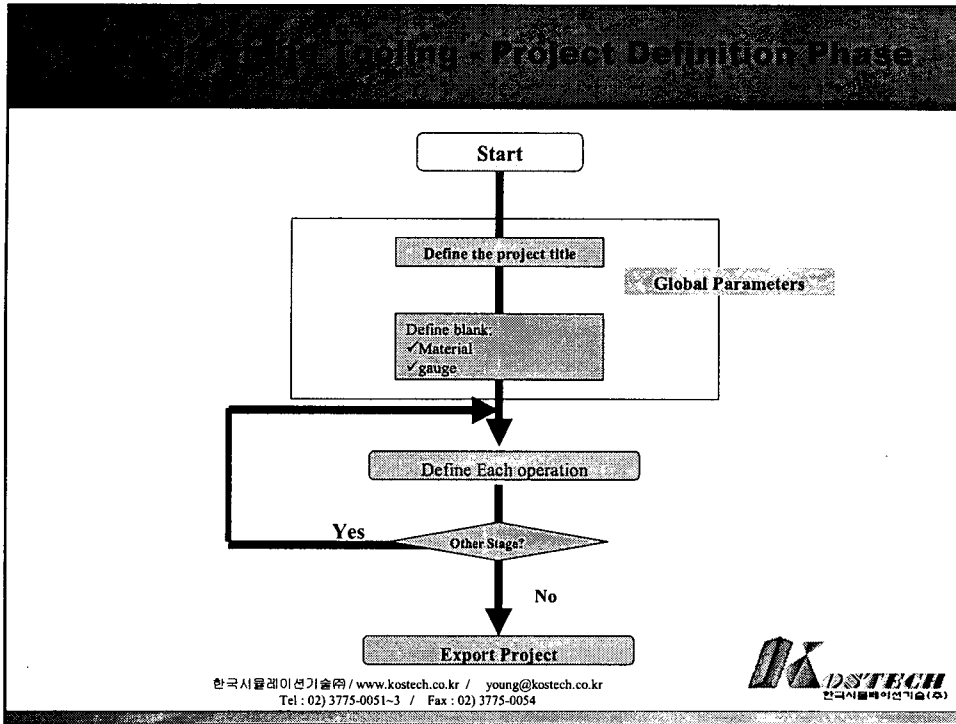 Tooling - Project Definition Phase
Start
Define the project title
Global Parameters
Define blank:
✓Material
✓gauge
Define Each operation
Yes
Other Stage?
No
Export Project
한국시뮬레이션기술㈜ / www.kostech.co.kr / young@kostech.co.kr
Tel : 02) 3775-0051~3 / Fax : 02) 3775-0054
KOSTECH
한국시뮬레이션기술(주)